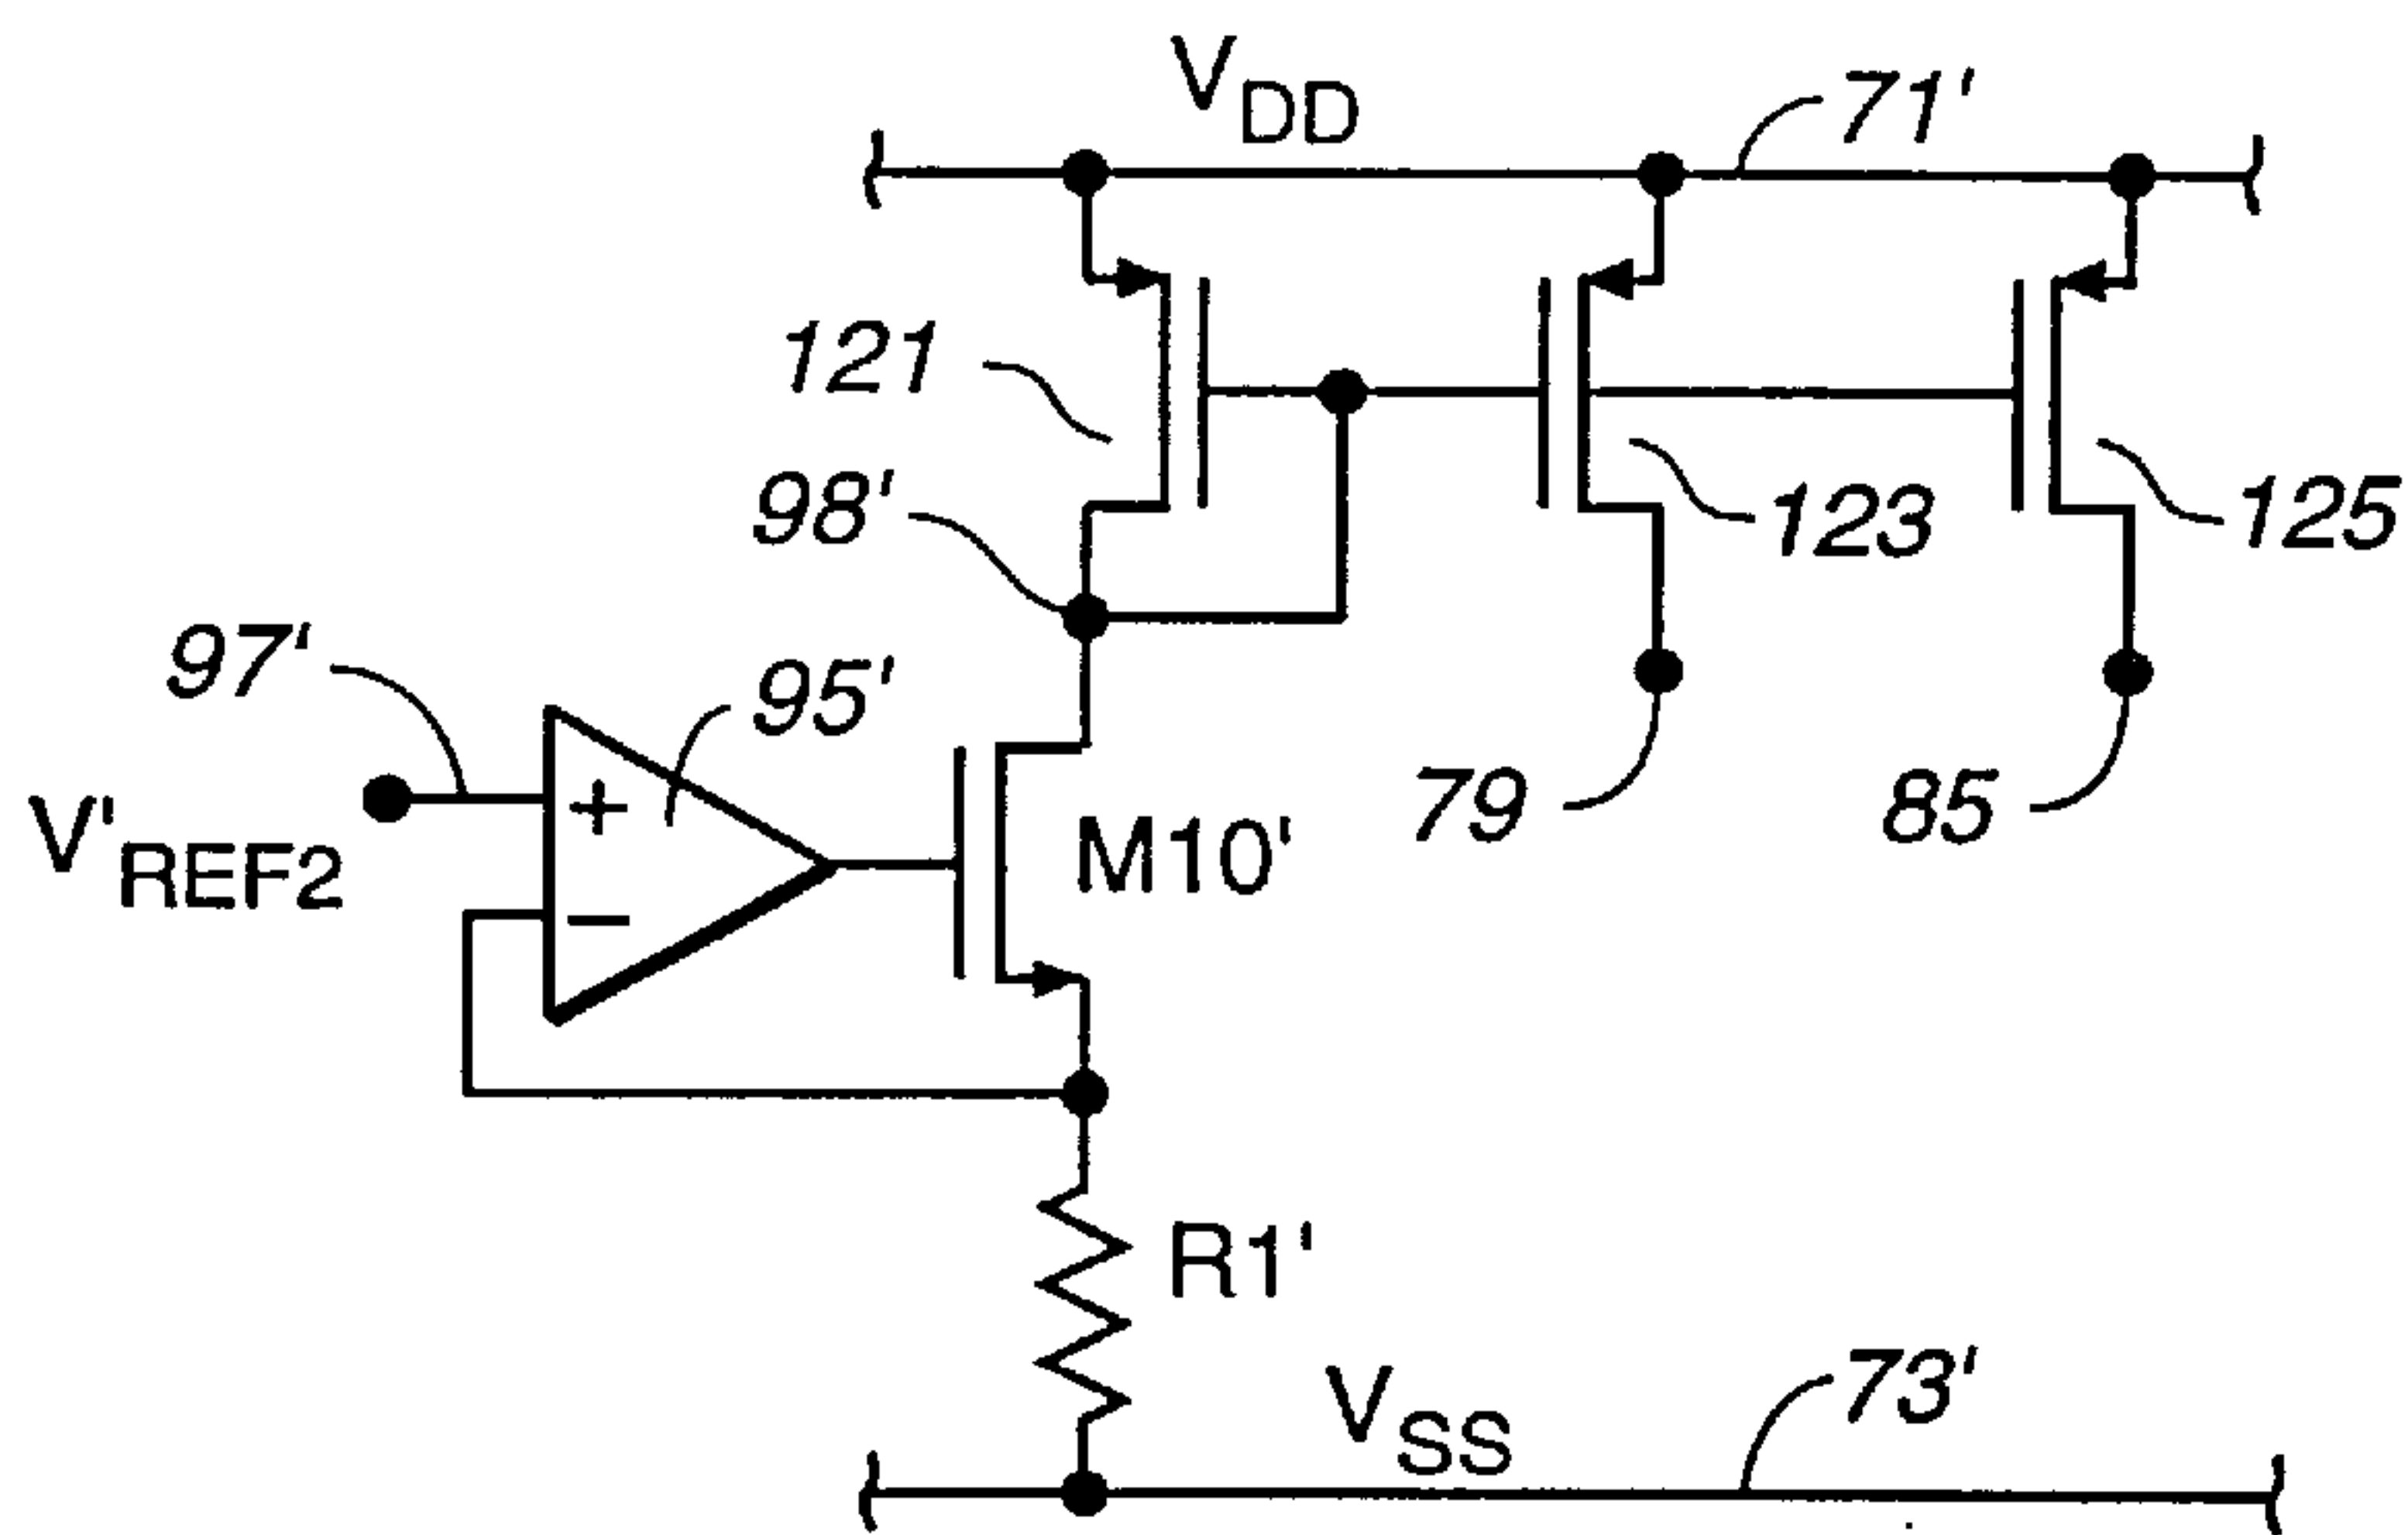 VDD
71'
121
98'
123
125
97'
95'
V'REF2
+
−
M10'
79
85
R1'
VSS
73'